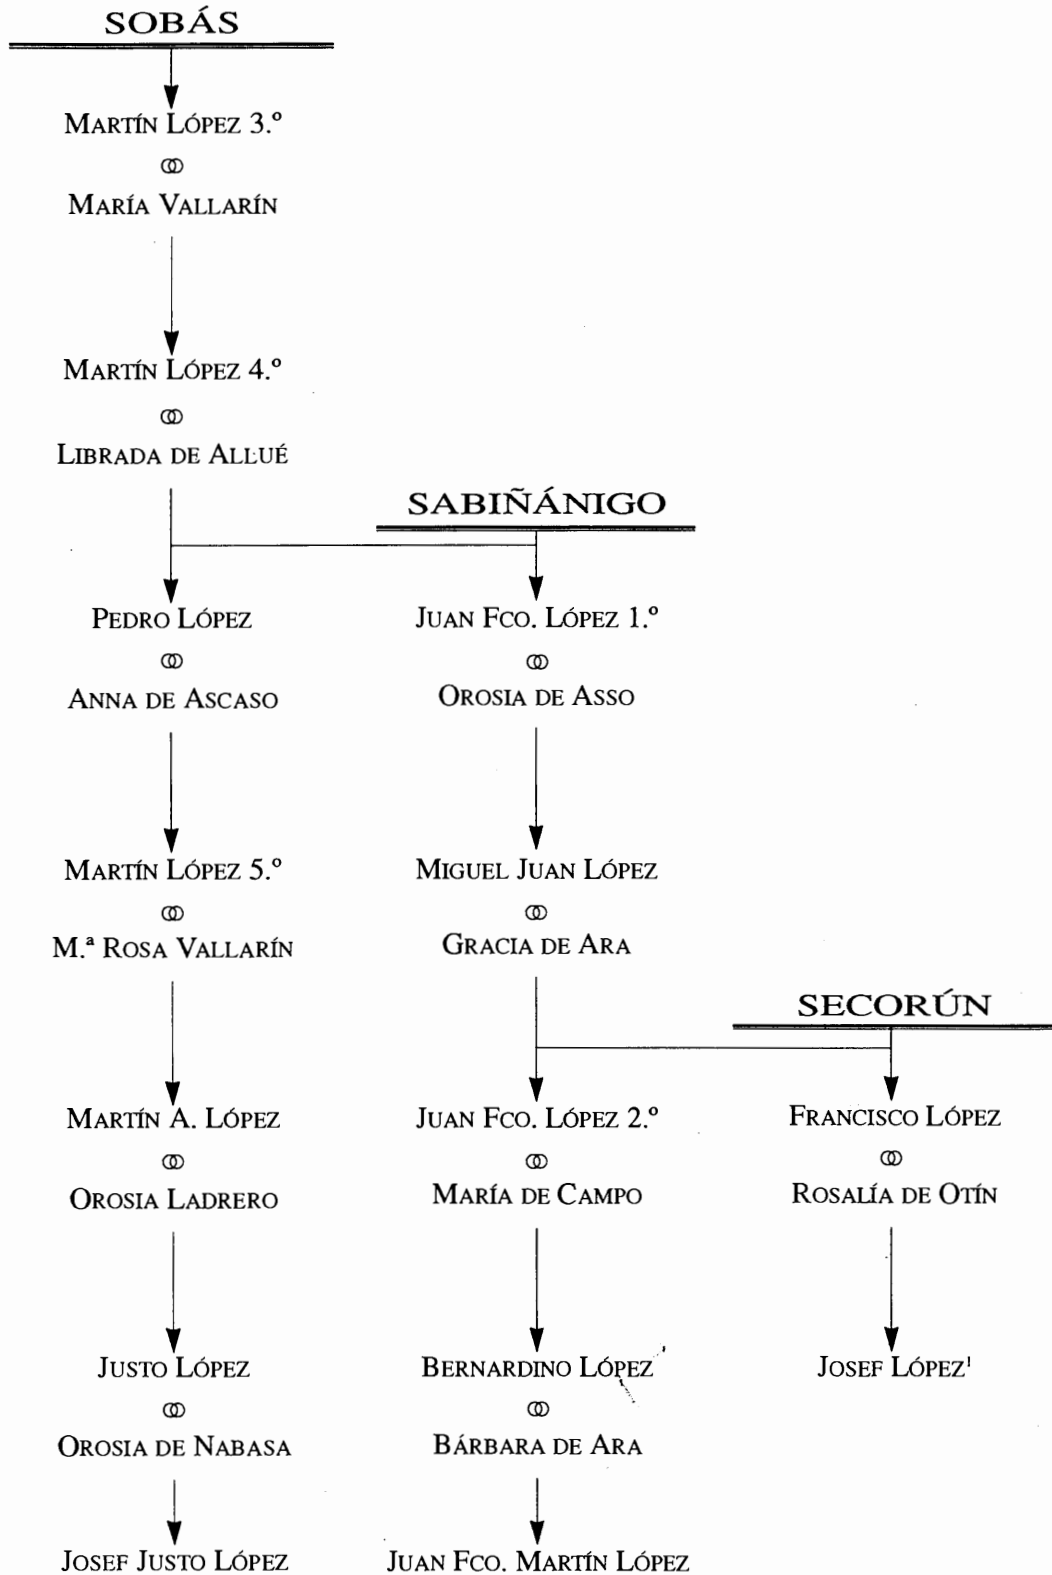 SOBÁS
MARTÍN LÓPEZ 3.º
MARÍA VALLARÍN
MARTÍN LÓPEZ 4.º
LIBRADA DE ALLUÉ
SABIÑÁNIGO
PEDRO LÓPEZ
JUAN FCO. LÓPEZ 1.º
ANNA DE ASCASO
OROSIA DE ASSO
MARTÍN LÓPEZ 5.º
MIGUEL JUAN LÓPEZ
M.ª ROSA VALLARÍN
GRACIA DE ARA
SECORÚN
MARTÍN A. LÓPEZ
JUAN FCO. LÓPEZ 2.º
FRANCISCO LÓPEZ
OROSIA LADRERO
MARÍA DE CAMPO
ROSALÍA DE OTÍN
JUSTO LÓPEZ
BERNARDINO LÓPEZ
JOSEF LÓPEZ¹
OROSIA DE NABASA
BÁRBARA DE ARA
JOSEF JUSTO LÓPEZ
JUAN FCO. MARTÍN LÓPEZ